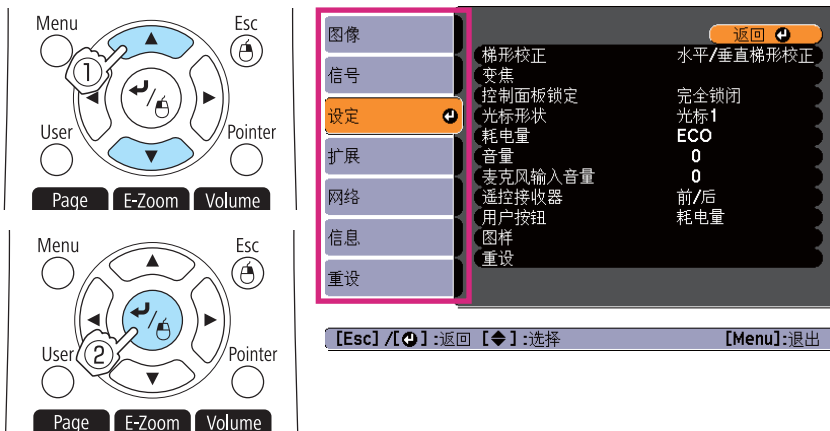 Menu
Esc
①
User
Pointer
Page E-Zoom Volume
Menu
Esc
②
User
Pointer
Page E-Zoom Volume
图像
信号
设定
扩展
网络
信息
重设
返回
梯形校正 水平/垂直梯形校正
变焦
控制面板锁定 完全锁闭
光标形状 光标1
耗电量 ECO
音量 0
麦克风输入音量 0
遥控接收器 前/后
用户按钮 耗电量
图样
重设
[Esc] /[⏎] :返回 [◆] :选择 [Menu]:退出